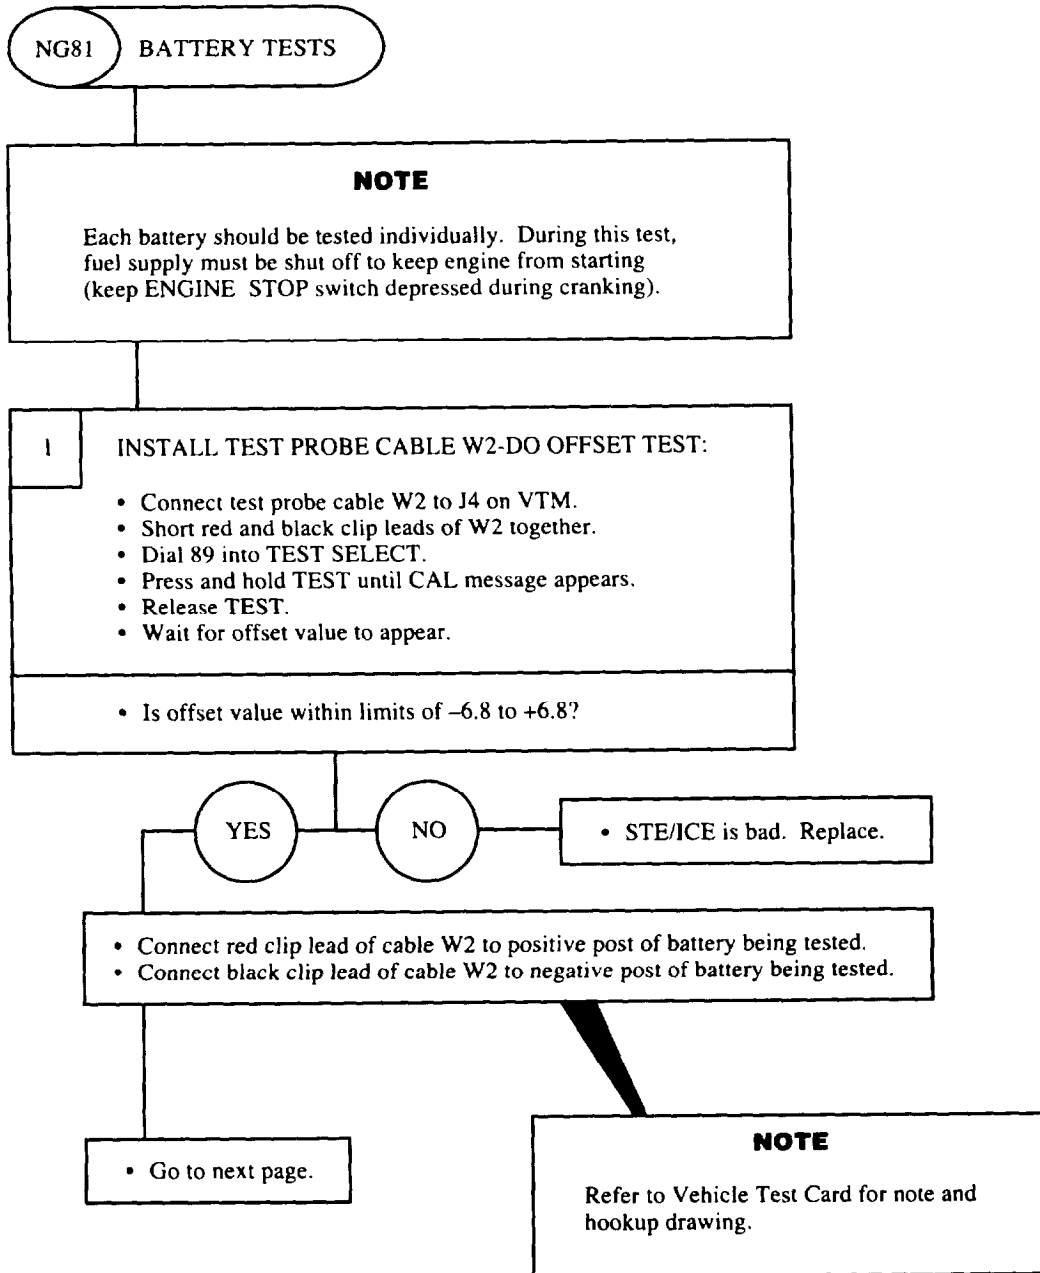 NG81 BATTERY TESTS
NOTE
Each battery should be tested individually. During this test,
fuel supply must be shut off to keep engine from starting
(keep ENGINE STOP switch depressed during cranking).
1 INSTALL TEST PROBE CABLE W2-DO OFFSET TEST:
• Connect test probe cable W2 to J4 on VTM.
• Short red and black clip leads of W2 together.
• Dial 89 into TEST SELECT.
• Press and hold TEST until CAL message appears.
• Release TEST.
• Wait for offset value to appear.
• Is offset value within limits of –6.8 to +6.8?
YES NO • STE/ICE is bad. Replace.
• Connect red clip lead of cable W2 to positive post of battery being tested.
• Connect black clip lead of cable W2 to negative post of battery being tested.
• Go to next page.
NOTE
Refer to Vehicle Test Card for note and
hookup drawing.